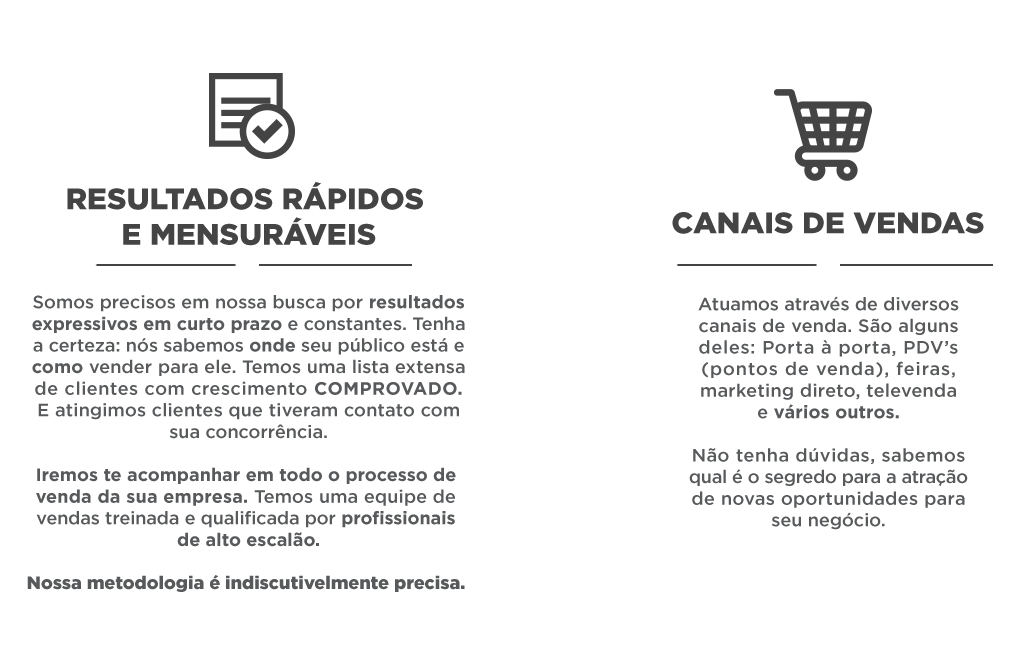 RESULTADOS RÁPIDOS
E MENSURÁVEIS
Somos precisos em nossa busca por resultados
expressivos em curto prazo e constantes. Tenha
a certeza: nós sabemos onde seu público está e
como vender para ele. Temos uma lista extensa
de clientes com crescimento COMPROVADO.
E atingimos clientes que tiveram contato com
sua concorrência.
Iremos te acompanhar em todo o processo de
venda da sua empresa. Temos uma equipe de
vendas treinada e qualificada por profissionais
de alto escalão.
Nossa metodologia é indiscutivelmente precisa.
CANAIS DE VENDAS
Atuamos através de diversos
canais de venda. São alguns
deles: Porta à porta, PDV’s
(pontos de venda), feiras,
marketing direto, televenda
e vários outros.
Não tenha dúvidas, sabemos
qual é o segredo para a atração
de novas oportunidades para
seu negócio.